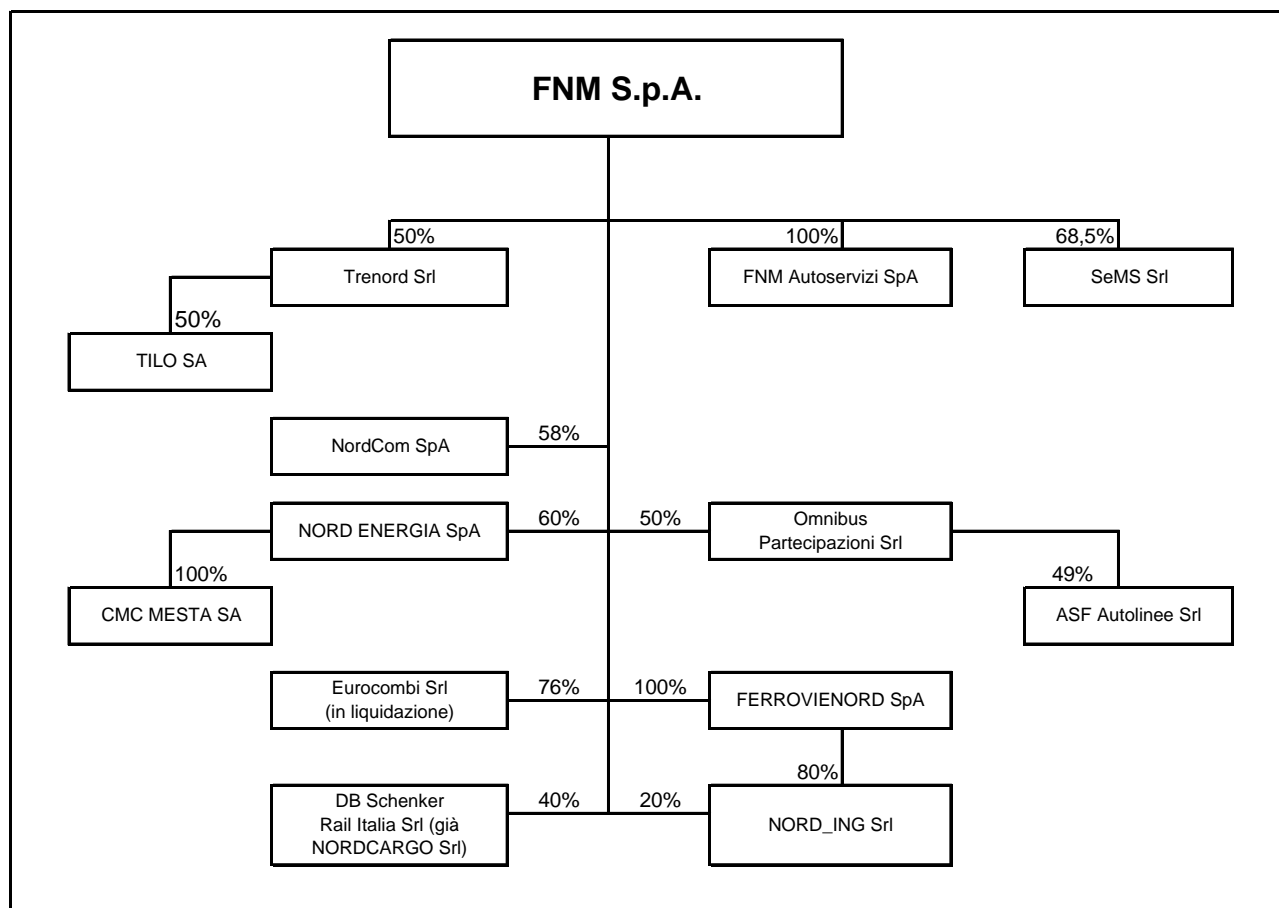 FNM S.p.A.
50%
100%
68,5%
Trenord Srl
FNM Autoservizi SpA
SeMS Srl
50%
TILO SA
NordCom SpA
58%
NORD ENERGIA SpA
60%
50%
Omnibus
Partecipazioni Srl
100%
49%
CMC MESTA SA
ASF Autolinee Srl
Eurocombi Srl
(in liquidazione)
76%
100%
FERROVIENORD SpA
80%
DB Schenker
Rail Italia Srl (già
NORDCARGO Srl)
40%
20%
NORD_ING Srl